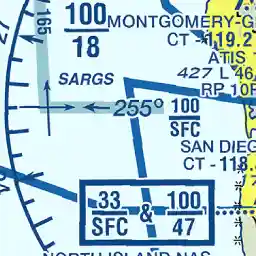 165
100
18
MONTGOMERY-G
CT - 119.2
ATIS
427 L 46
RP 10R
SARGS
255°
100
SFC
SAN DIEG
CT - 118.
33
SFC
&
100
47
NORTH ISLAND NAS